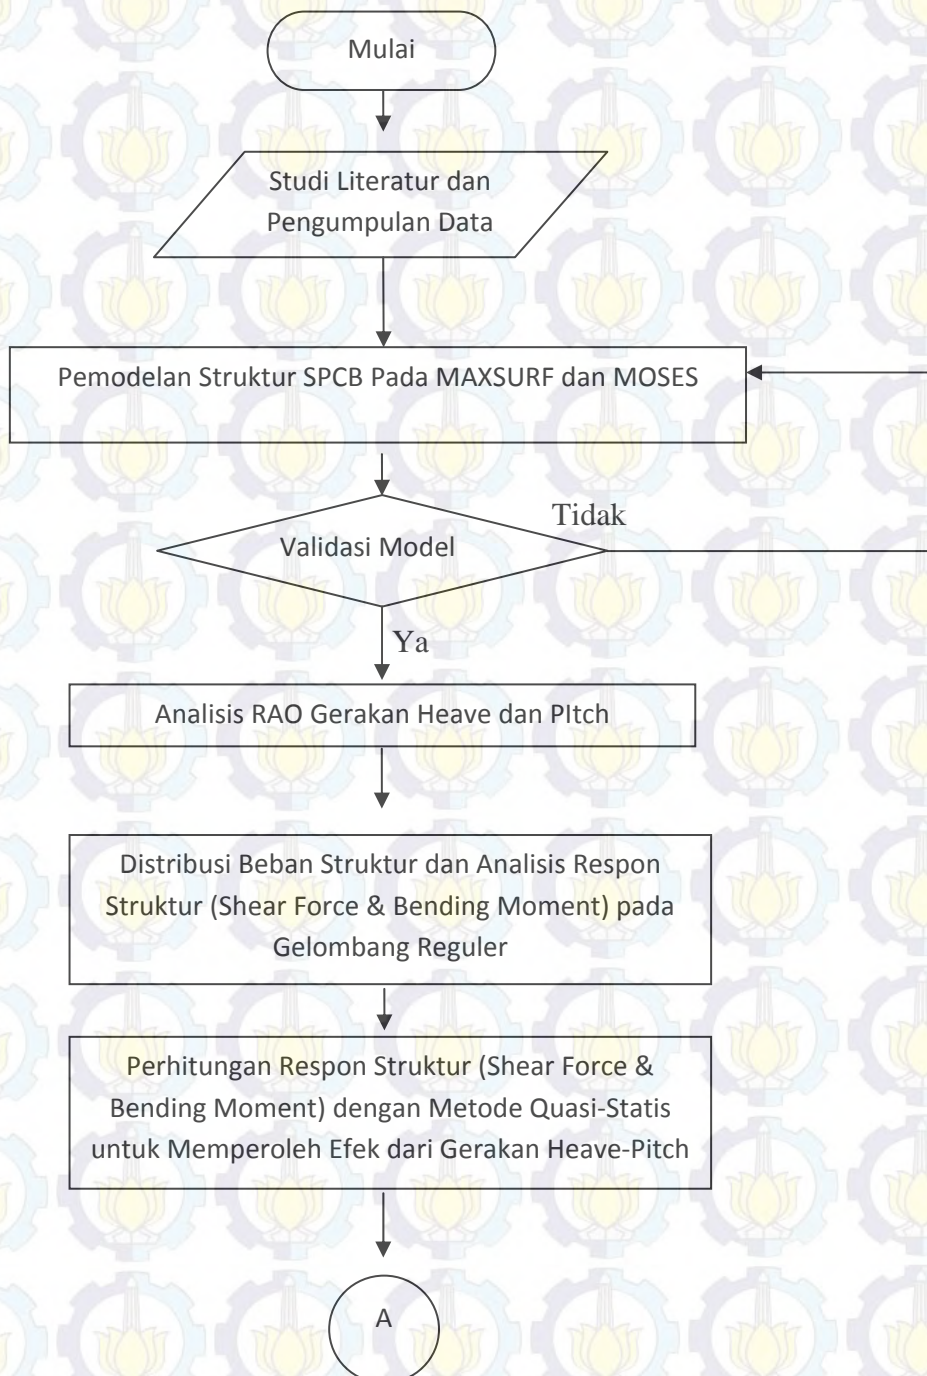 Mulai
Studi Literatur dan
Pengumpulan Data
Pemodelan Struktur SPCB Pada MAXSURF dan MOSES
Tidak
Validasi Model
Ya
Analisis RAO Gerakan Heave dan PItch
Distribusi Beban Struktur dan Analisis Respon
Struktur (Shear Force & Bending Moment) pada
Gelombang Reguler
Perhitungan Respon Struktur (Shear Force &
Bending Moment) dengan Metode Quasi-Statis
untuk Memperoleh Efek dari Gerakan Heave-Pitch
A